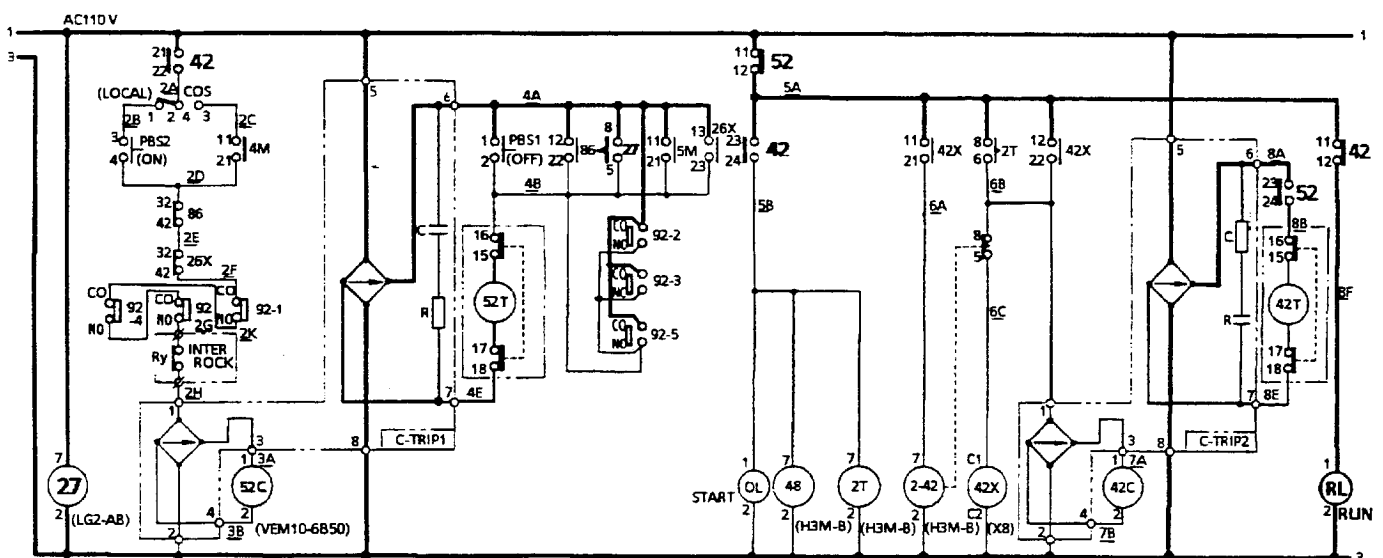 AC110 V
1
3
21
22
42
2A
(LOCAL)
COS
1 2 4 3
2B
2C
3
4
PBS2
(ON)
11
21
4M
2D
32
42
86
2E
32
42
26X
2F
CO
NO
92
-4
CO
NO
92
2G
CO
NO
92-1
2K
Ry
INTER
ROCK
2H
1
2
3
3A
1
52C
2
4
3B
(VEM10-6B50)
7
27
2
(LG2-AB)
5
6
7
8
C
R
C-TRIP1
4A
1
2
PBS1
(OFF)
12
22
86
8
5
27
11
21
5M
13
23
26X
4B
16
15
52T
17
18
4E
CO
NO
92-2
CO
NO
92-3
CO
NO
92-5
11
12
52
5A
23
24
42
5B
11
21
42X
8
6
2T
12
22
42X
6B
6A
8
5
6C
START
1
OL
2
7
48
2
(H3M-B)
7
2T
2
(H3M-B)
7
2-42
2
(H3M-B)
C1
42X
C2
(X8)
1
2
3
7A
1
42C
2
4
7B
5
6
7
8
C
R
C-TRIP2
8A
23
24
52
8B
16
15
42T
17
18
8E
11
12
42
8F
1
RL
2
RUN
1
3